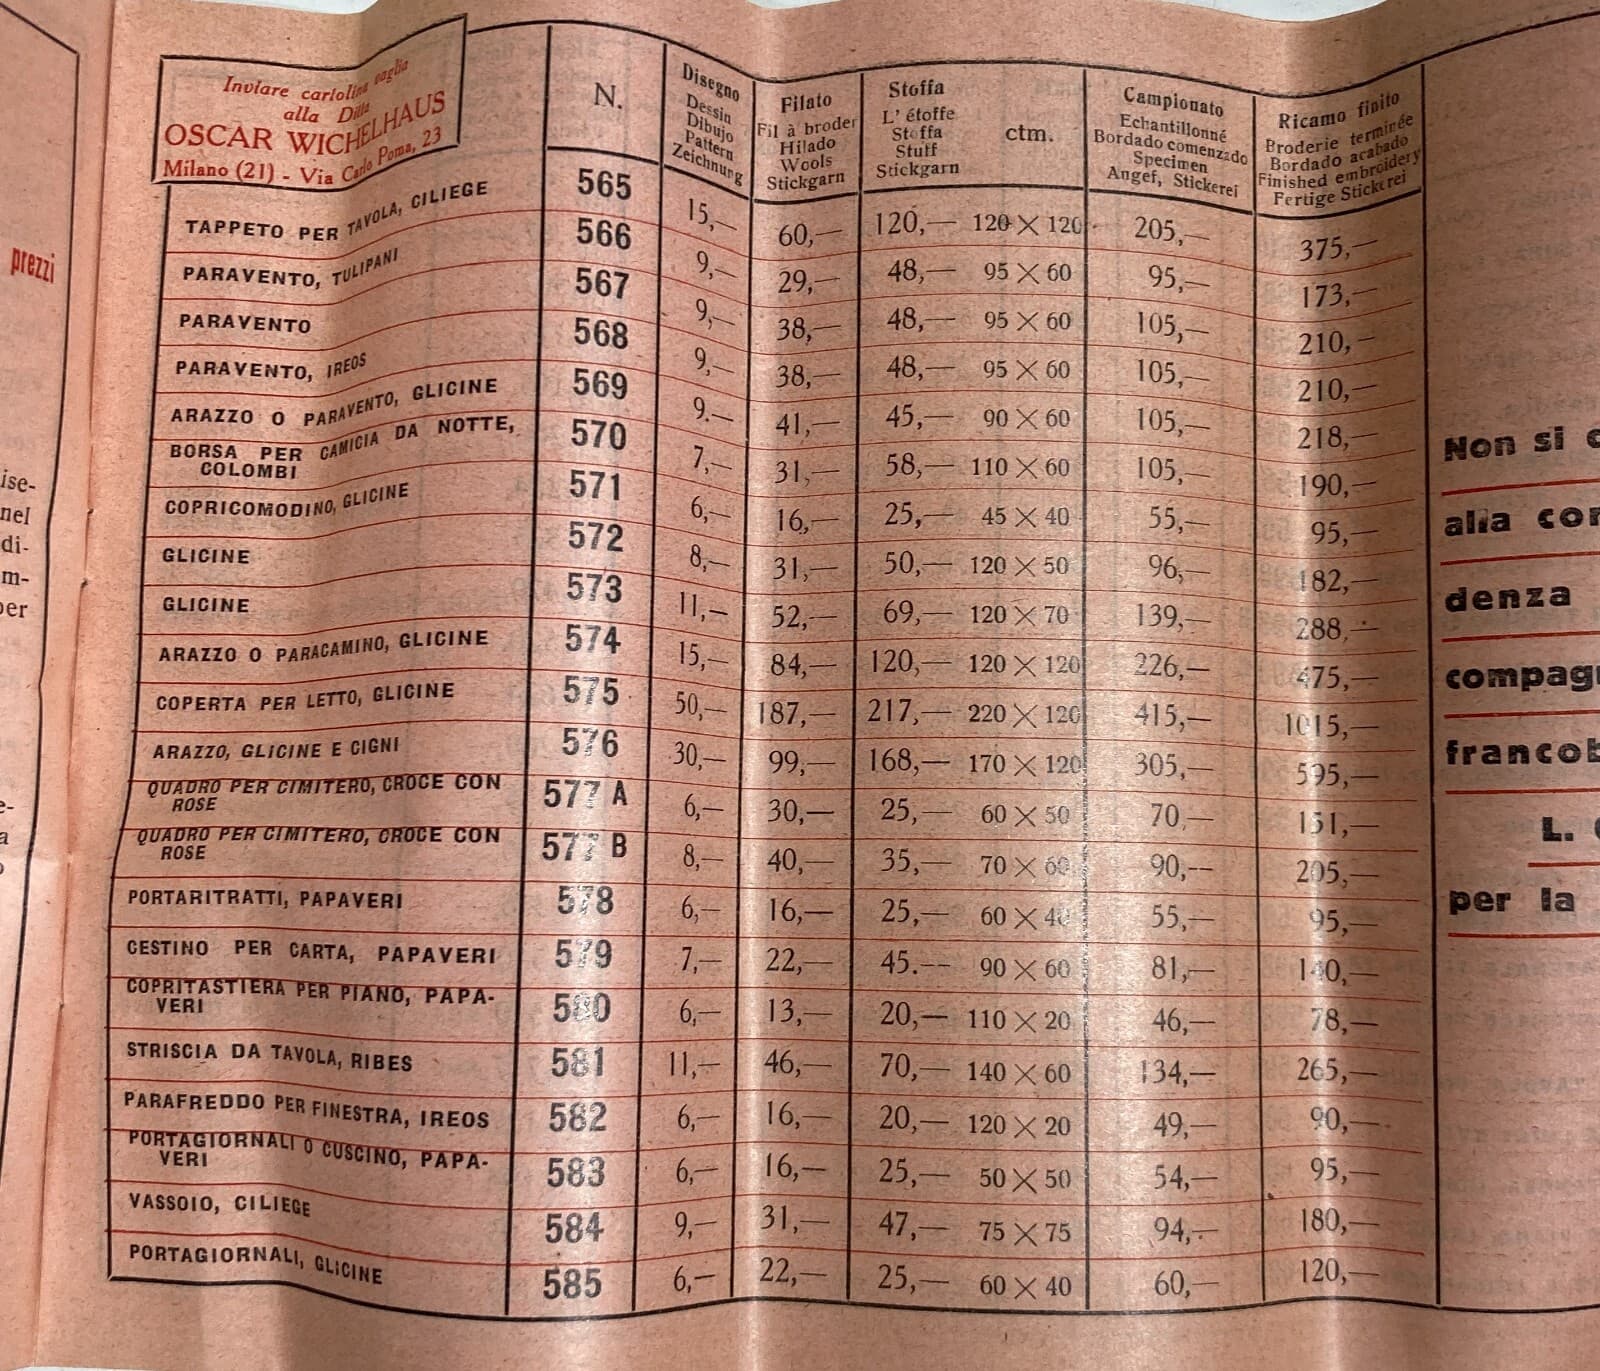 Inviare cartolina vaglia
alla Ditta
OSCAR WICHELHAUS
Milano (21) - Via Carlo Poma, 23
N.
Disegno
Dessin
Dibujo
Pattern
Zeichnung
Filato
Fil à broder
Hilado
Wools
Stickgarn
Stoffa
L' étoffe
Stoffa
Stuff
Stickgarn
ctm.
Campionato
Echantillonné
Bordado comenzado
Specimen
Angef, Stickerei
Ricamo finito
Broderie terminée
Bordado acabado
Finished embroidery
Fertige Stickerei
TAPPETO PER TAVOLA, CILIEGE 565 15,— 60,— 120,— 120 × 120 205,— 375,—
PARAVENTO, TULIPANI 566 9,— 29,— 48,— 95 × 60 95,— 173,—
PARAVENTO 567 9,— 38,— 48,— 95 × 60 105,— 210,—
PARAVENTO, IREOS 568 9,— 38,— 48,— 95 × 60 105,— 210,—
ARAZZO O PARAVENTO, GLICINE 569 9.— 41,— 45,— 90 × 60 105,— 218,—
BORSA PER CAMICIA DA NOTTE,
COLOMBI 570 7,— 31,— 58,— 110 × 60 105,— 190,—
COPRICOMODINO, GLICINE 571 6,— 16,— 25,— 45 × 40 55,— 95,—
GLICINE 572 8,— 31,— 50,— 120 × 50 96,— 182,—
GLICINE 573 11,— 52,— 69,— 120 × 70 139,— 288,—
ARAZZO O PARACAMINO, GLICINE 574 15,— 84,— 120,— 120 × 120 226,— 475,—
COPERTA PER LETTO, GLICINE 575 50,— 187,— 217,— 220 × 120 415,— 1015,—
ARAZZO, GLICINE E CIGNI 576 30,— 99,— 168,— 170 × 120 305,— 595,—
QUADRO PER CIMITERO, CROCE CON
ROSE 577 A 6,— 30,— 25,— 60 × 50 70,— 151,—
QUADRO PER CIMITERO, CROCE CON
ROSE 577 B 8,— 40,— 35,— 70 × 60 90,-- 205,—
PORTARITRATTI, PAPAVERI 578 6,— 16,— 25,— 60 × 40 55,— 95,—
CESTINO PER CARTA, PAPAVERI 579 7,— 22,— 45.-- 90 × 60 81,— 140,—
COPRITASTIERA PER PIANO, PAPA-
VERI 580 6,— 13,— 20,— 110 × 20 46,— 78,—
STRISCIA DA TAVOLA, RIBES 581 11,— 46,— 70,— 140 × 60 134,— 265,—
PARAFREDDO PER FINESTRA, IREOS 582 6,— 16,— 20,— 120 × 20 49,— 90,—
PORTAGIORNALI O CUSCINO, PAPA-
VERI 583 6,— 16,— 25,— 50 × 50 54,— 95,—
VASSOIO, CILIEGE 584 9,— 31,— 47,— 75 × 75 94,— 180,—
PORTAGIORNALI, GLICINE 585 6,— 22,— 25,— 60 × 40 60,— 120,—
prezzi
ise-
nel
di-
m-
per
e-
a
Non si
alla
denza
L.
per la